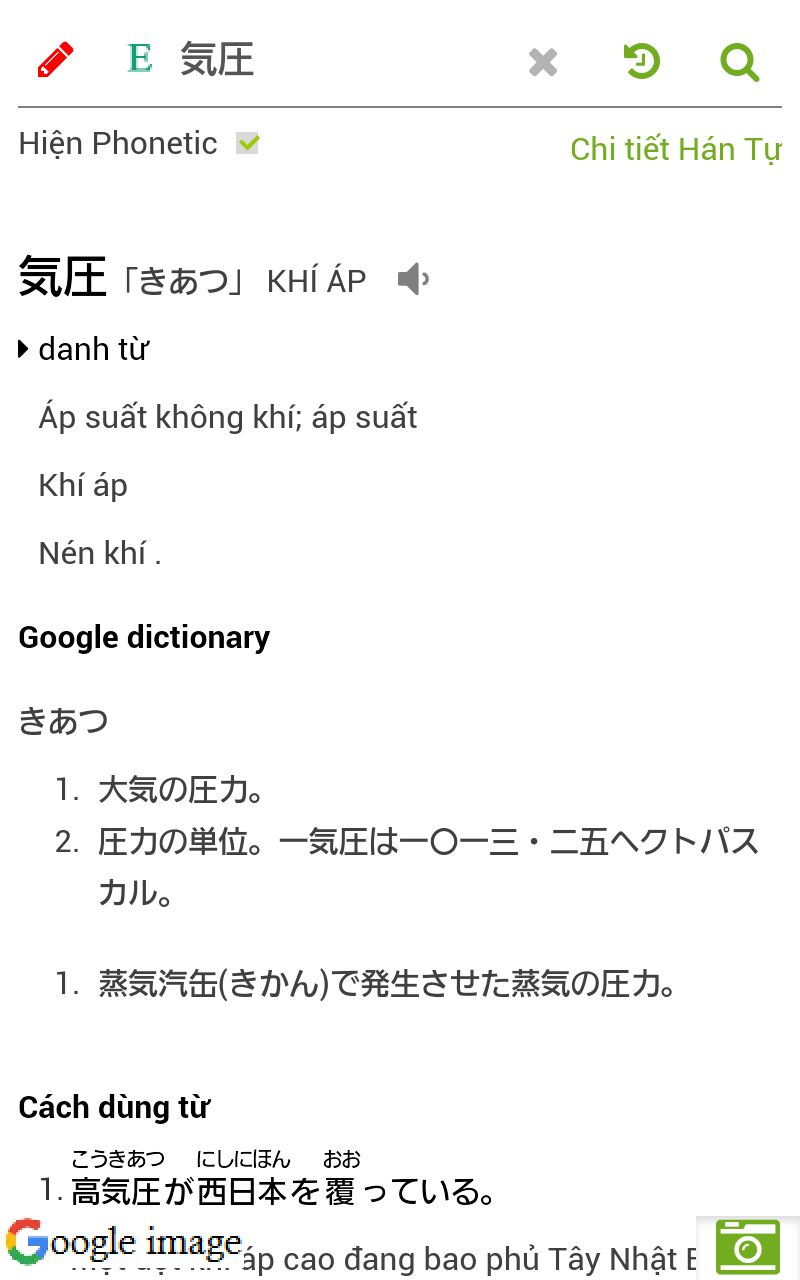 E 気圧
Hiện Phonetic
Chi tiết Hán Tự
気圧 「きあつ」 KHÍ ÁP
danh từ
Áp suất không khí; áp suất
Khí áp
Nén khí .
Google dictionary
きあつ
1. 大気の圧力。
2. 圧力の単位。一気圧は一〇一三・二五ヘクトパス
カル。
1. 蒸気汽缶(きかん)で発生させた蒸気の圧力。
Cách dùng từ
こうきあつ にしにほん おお
1. 高気圧が西日本を覆っている。
Google image
áp cao đang bao phủ Tây Nhật